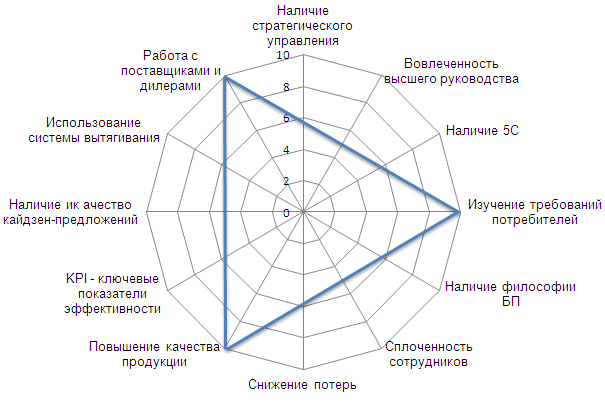 Наличие
стратегического
управления
Вовлеченность
высшего руководства
Наличие 5С
Изучение требований
потребителей
Наличие философии
БП
Сплоченность
сотрудников
Снижение потерь
Повышение качества
продукции
KPI - ключевые
показатели
эффективности
Наличие ик ачество
кайдзен-предложений
Использование
системы вытягивания
Работа с
поставщиками и
дилерами
10
8
6
4
2
0